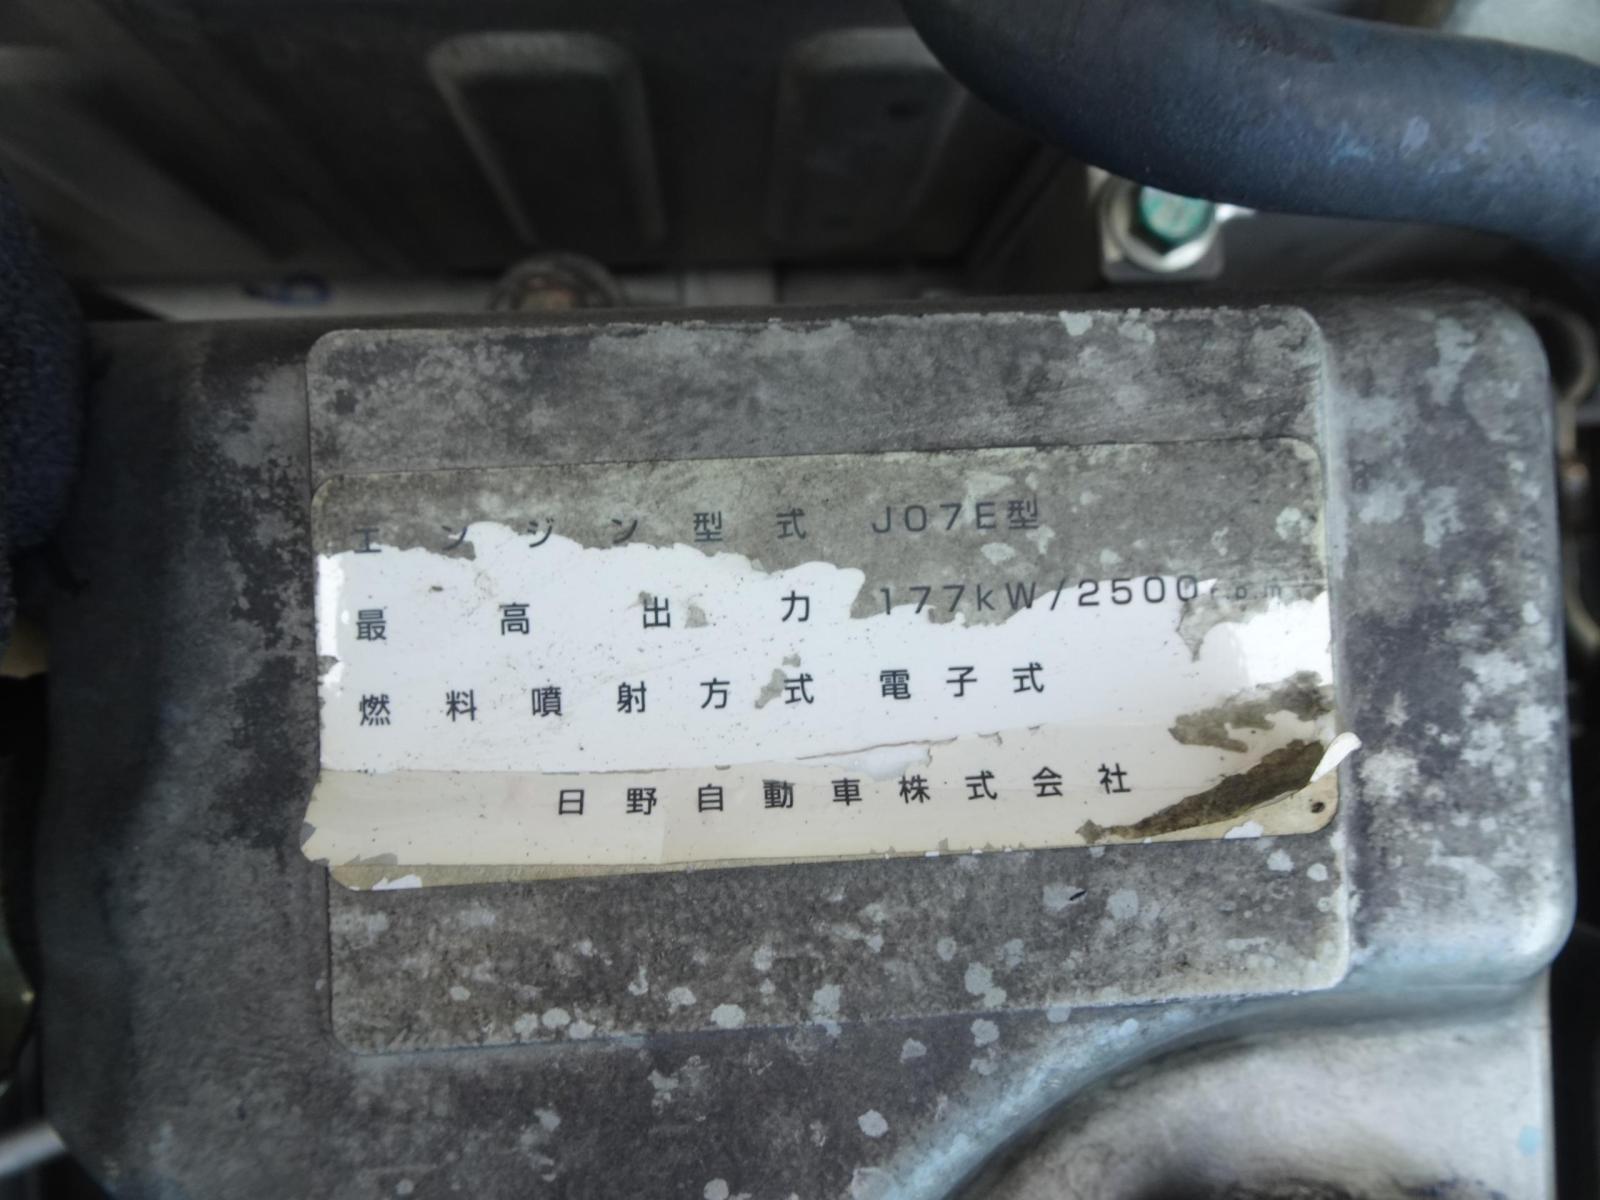 エンジン型式 J07E型
最高出力 177kW/2500r.p.m
燃料噴射方式 電子式
日野自動車株式会社